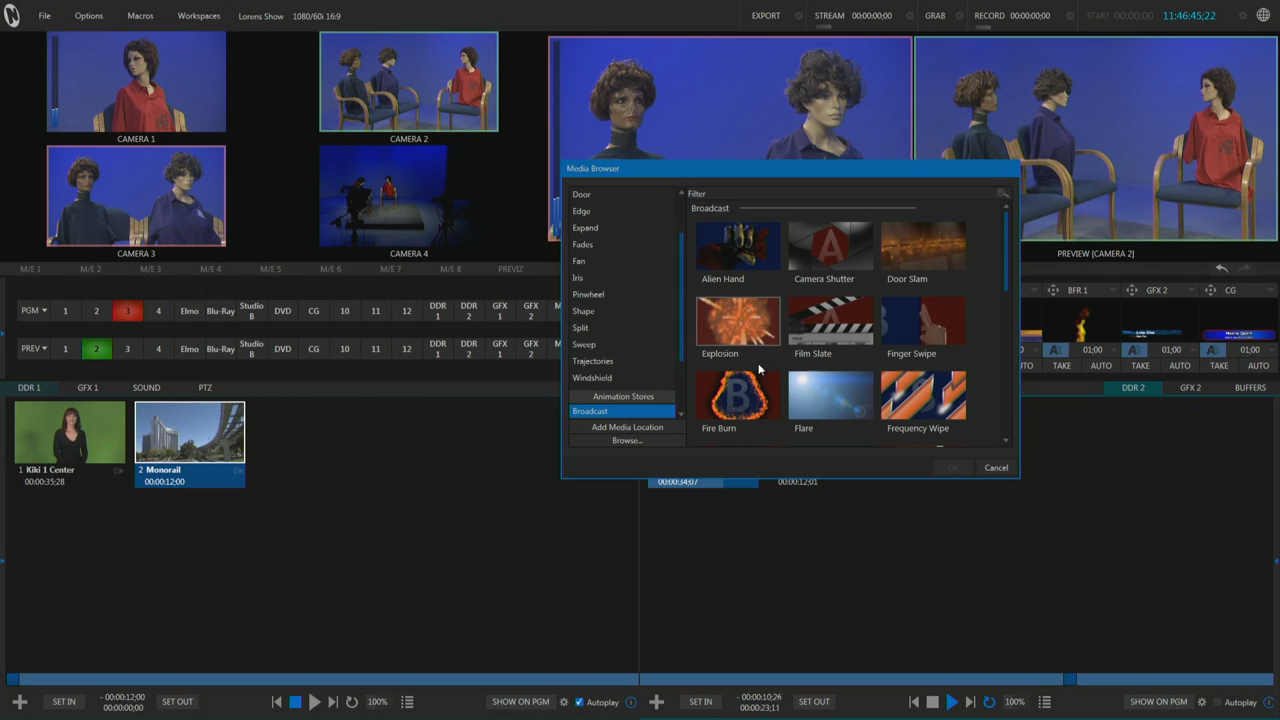 File Options Macros Workspaces Lorens Show 1080/60i 16:9 EXPORT STREAM 00:00:00;00 GRAB RECORD 00:00:00;00 START 00:00:00 11:46:45;22
CAMERA 1 CAMERA 2
CAMERA 3 CAMERA 4 PREVIEW [CAMERA 2]
M/E 1 M/E 2 M/E 3 M/E 4 M/E 5 M/E 6 M/E 7 M/E 8 PREVIZ
PGM 1 2 3 4 Elmo Blu-Ray Studio B DVD CG 10 11 12 DDR 1 DDR 2 GFX 1 GFX 2
PREV 1 2 3 4 Elmo Blu-Ray Studio B DVD CG 10 11 12 DDR 1 DDR 2 GFX 1 GFX 2
BFR 1 GFX 2 CG
01;00 01;00 01;00
TAKE AUTO TAKE AUTO TAKE AUTO
DDR 1 GFX 1 SOUND PTZ
DDR 2 GFX 2 BUFFERS
1 Kiki 1 Center
00:00:35;28
2 Monorail
00:00:12;00
00:00:34;07 00:00:12;01
Media Browser
Door
Edge
Expand
Fades
Fan
Iris
Pinwheel
Shape
Split
Sweep
Trajectories
Windshield
Animation Stores
Broadcast
Add Media Location
Browse...
Filter
Broadcast
Alien Hand Camera Shutter Door Slam
Explosion Film Slate Finger Swipe
Fire Burn Flare Frequency Wipe
OK Cancel
SET IN - 00:00:12;00 SET OUT 100% SHOW ON PGM Autoplay
00:00:00;00
SET IN - 00:00:10;26 SET OUT 100% SHOW ON PGM Autoplay
00:00:23;11